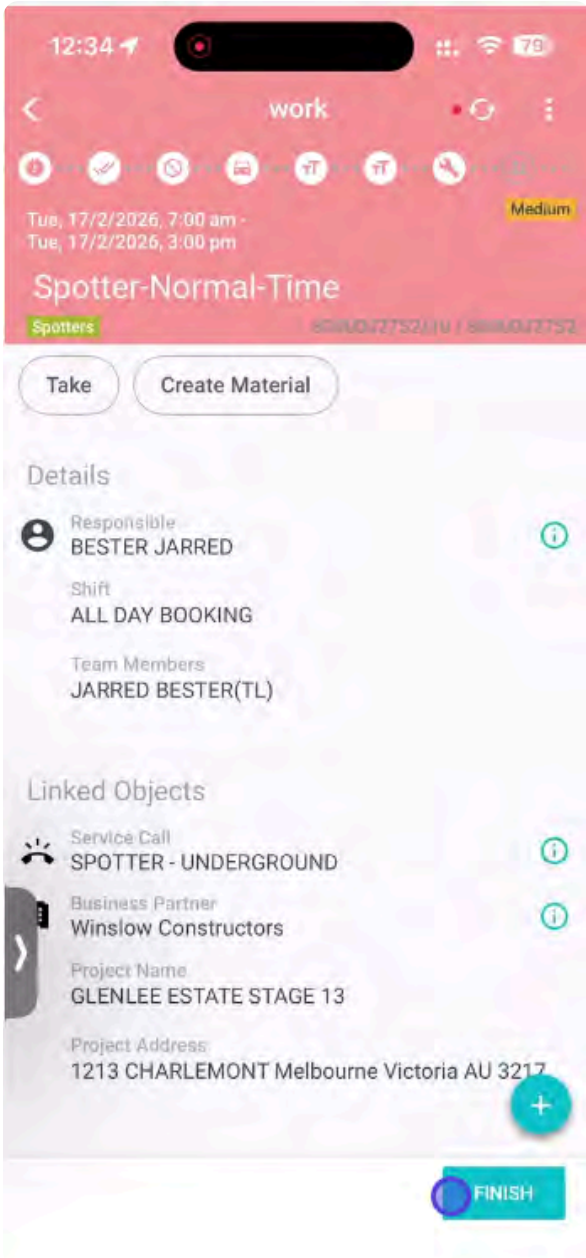 12:34
79
work
Tue, 17/2/2026, 7:00 am -
Tue, 17/2/2026, 3:00 pm
Medium
Spotter-Normal-Time
Spotters
Take
Create Material
Details
Responsible
BESTER JARRED
Shift
ALL DAY BOOKING
Team Members
JARRED BESTER(TL)
Linked Objects
Service Call
SPOTTER - UNDERGROUND
Business Partner
Winslow Constructors
Project Name
GLENLEE ESTATE STAGE 13
Project Address
1213 CHARLEMONT Melbourne Victoria AU 3217
FINISH